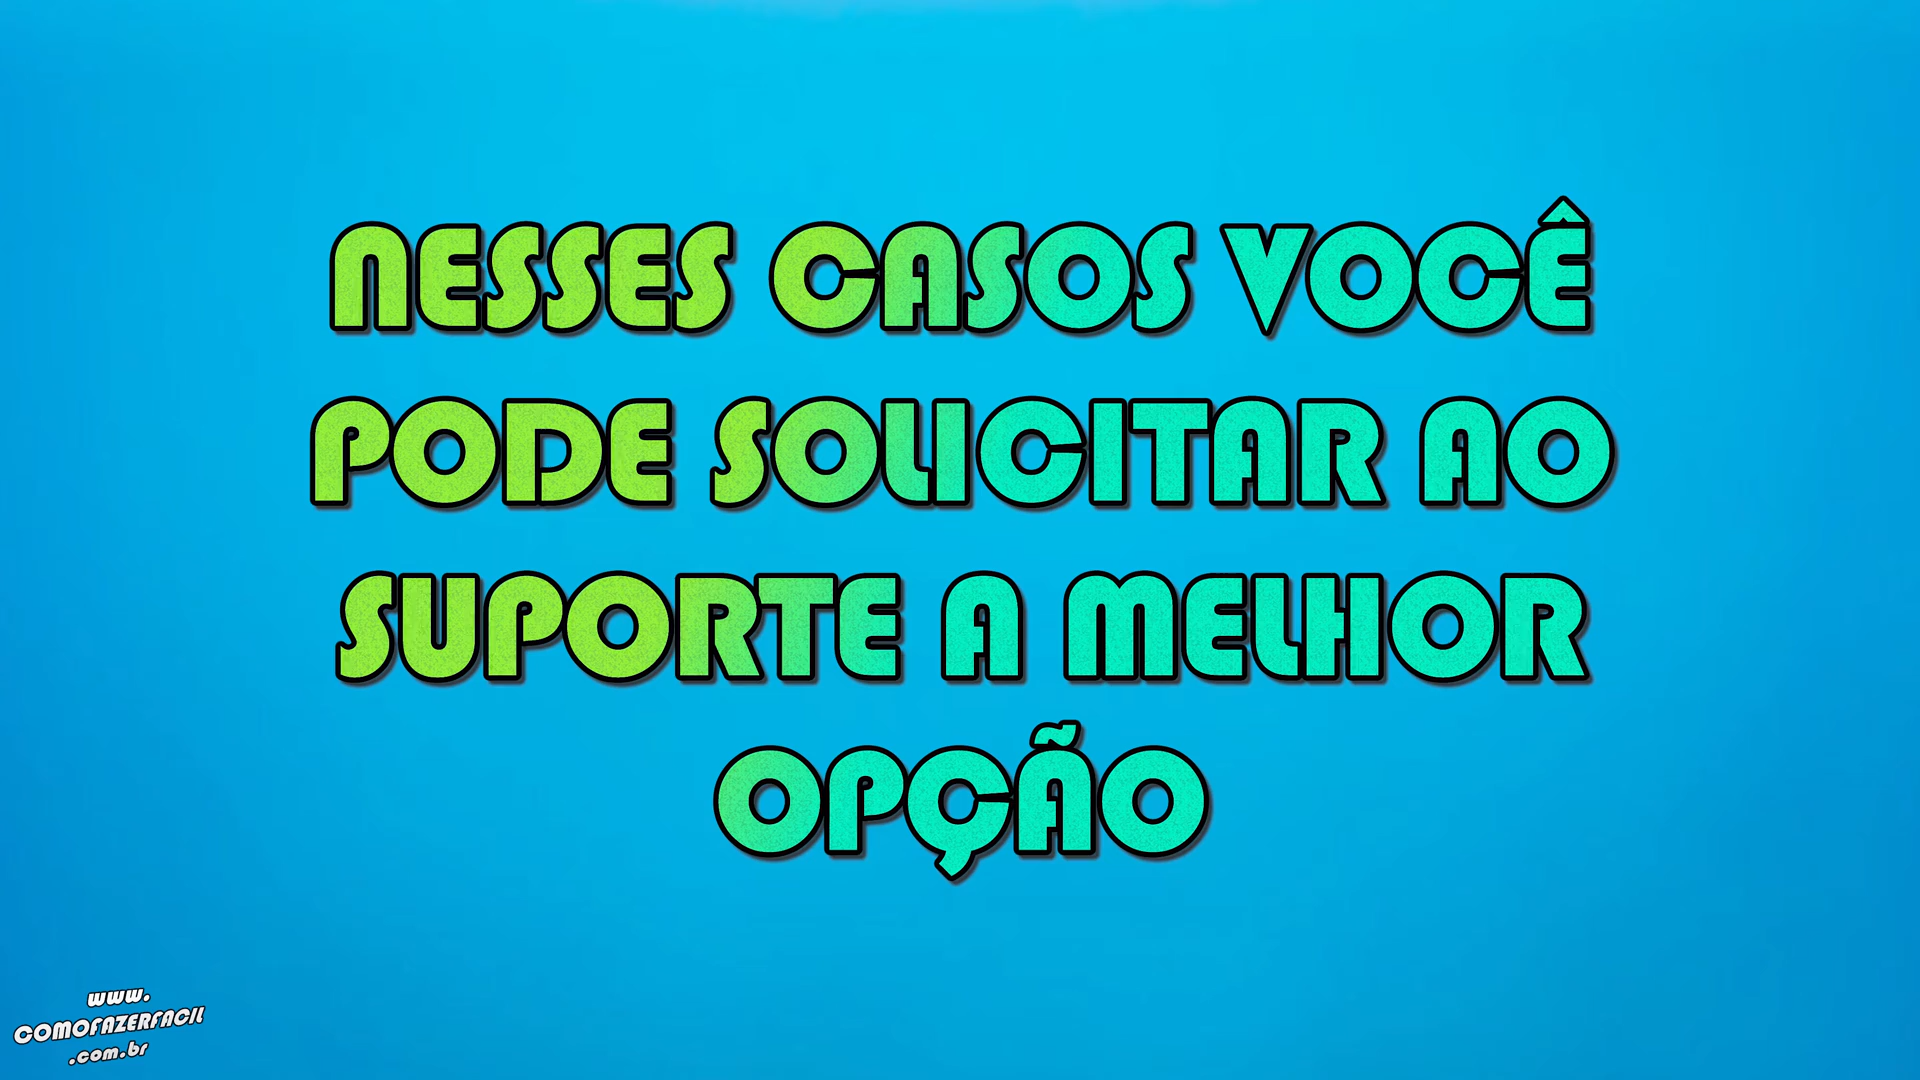 NESSES CASOS VOCÊ
PODE SOLICITAR AO
SUPORTE A MELHOR
OPÇÃO
www.
COMOFAZERFACIL
.com.br